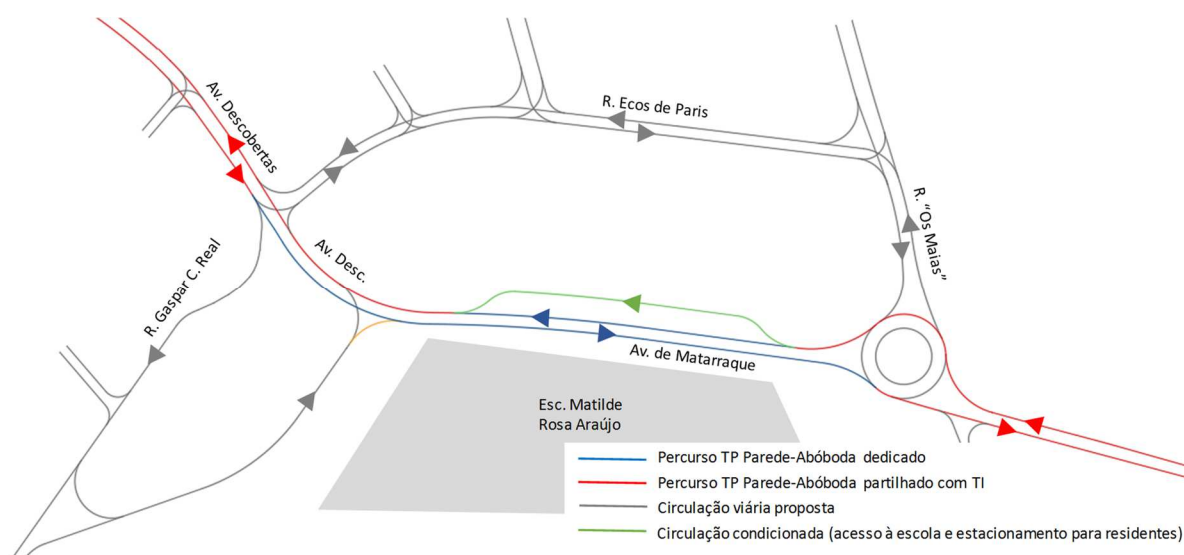 Av. Descobertas
R. Ecos de Paris
R. "Os Maias"
Av. Desc.
R. Gaspar C. Real
Av. de Matarraque
Esc. Matilde
Rosa Araújo
Percurso TP Parede-Abóboda dedicado
Percurso TP Parede-Abóboda partilhado com TI
Circulação viária proposta
Circulação condicionada (acesso à escola e estacionamento para residentes)